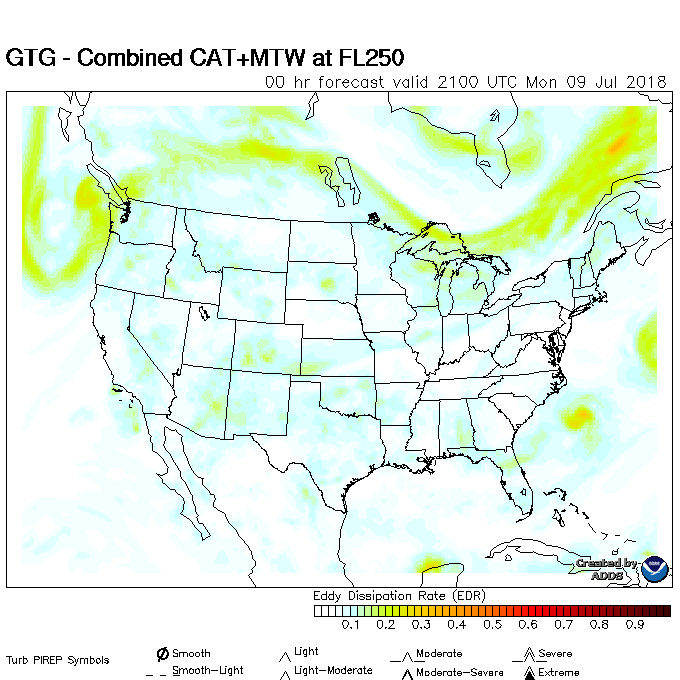 GTG - Combined CAT+MTW at FL250
00 hr forecast valid 2100 UTC Mon 09 Jul 2018
Created by
ADDS
Eddy Dissipation Rate (EDR)
0.1 0.2 0.3 0.4 0.5 0.6 0.7 0.8 0.9
Turb PIREP Symbols
Smooth Light Moderate Severe
Smooth-Light Light-Moderate Moderate-Severe Extreme